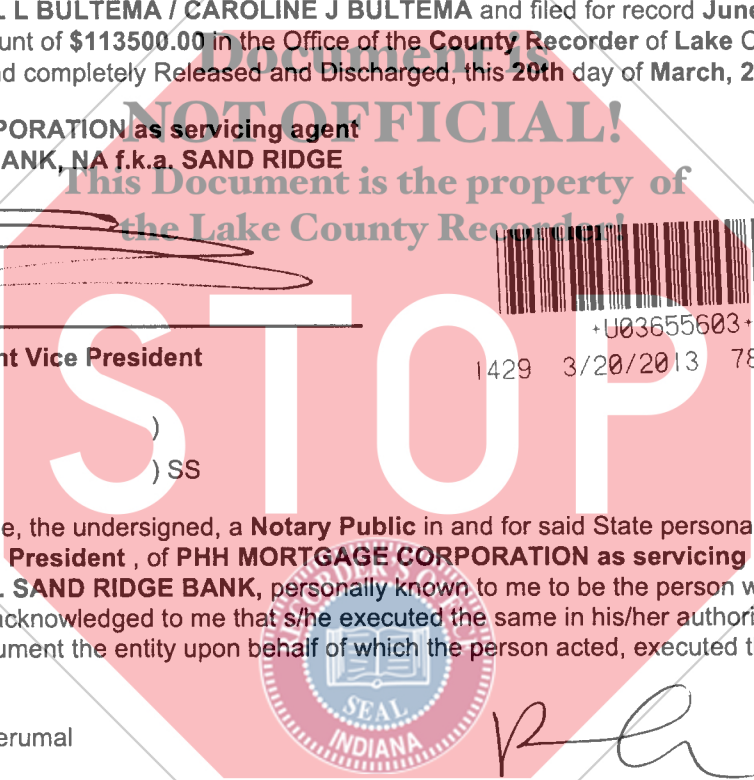 L BULTEMA / CAROLINE J BULTEMA and filed for record June
unt of $113500.00 in the Office of the County Recorder of Lake C
d completely Released and Discharged, this 20th day of March, 2
Document is
NOT OFFICIAL!
This Document is the property of
the Lake County Recorder!
PORATION as servicing agent
ANK, NA f.k.a. SAND RIDGE
STOP
+U03655603+
1429 3/20/2013 78
nt Vice President
)
) SS
e, the undersigned, a Notary Public in and for said State persona
President , of PHH MORTGAGE CORPORATION as servicing
. SAND RIDGE BANK, personally known to me to be the person w
acknowledged to me that s/he executed the same in his/her authori
ument the entity upon behalf of which the person acted, executed t
RECORDER'S OFFICE
SEAL
INDIANA
erumal